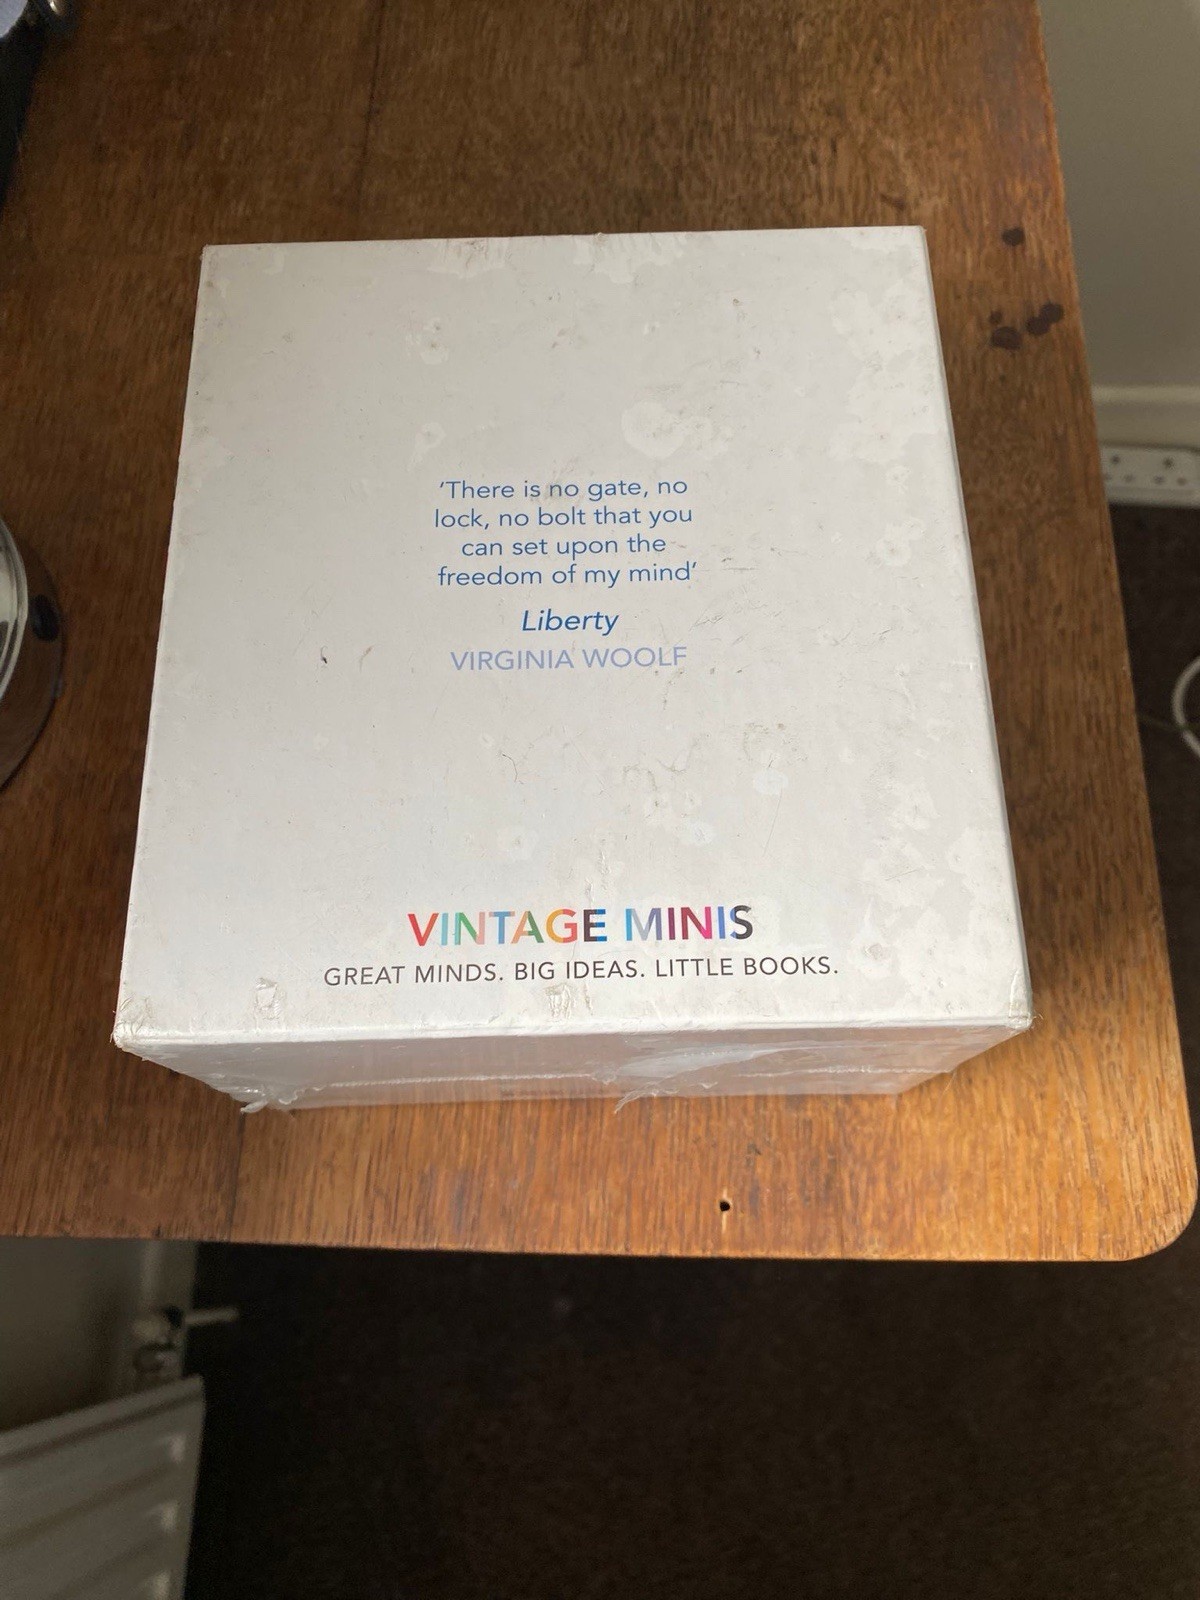 ‘There is no gate, no
lock, no bolt that you
can set upon the
freedom of my mind’
Liberty
VIRGINIA WOOLF
VINTAGE MINIS
GREAT MINDS. BIG IDEAS. LITTLE BOOKS.